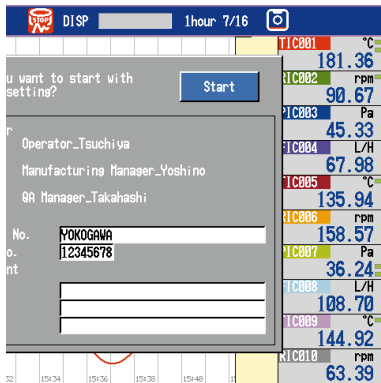 STOP DISP 1hour 7/16
TIC001 °C
181.36
u want to start with
setting?
Start
RIC002 rpm
90.67
PIC003 Pa
45.33
r
Operator_Tsuchiya
FIC004 L/H
67.98
Manufacturing Manager_Yoshino
QA Manager_Takahashi
TIC005 °C
135.94
RIC006 rpm
158.57
No. YOKOGAWA
o. 12345678
nt
PIC007 Pa
36.24
FIC008 L/H
108.70
TIC009 °C
144.92
RIC010 rpm
63.39
32 15:34 15:36 15:38 15:40